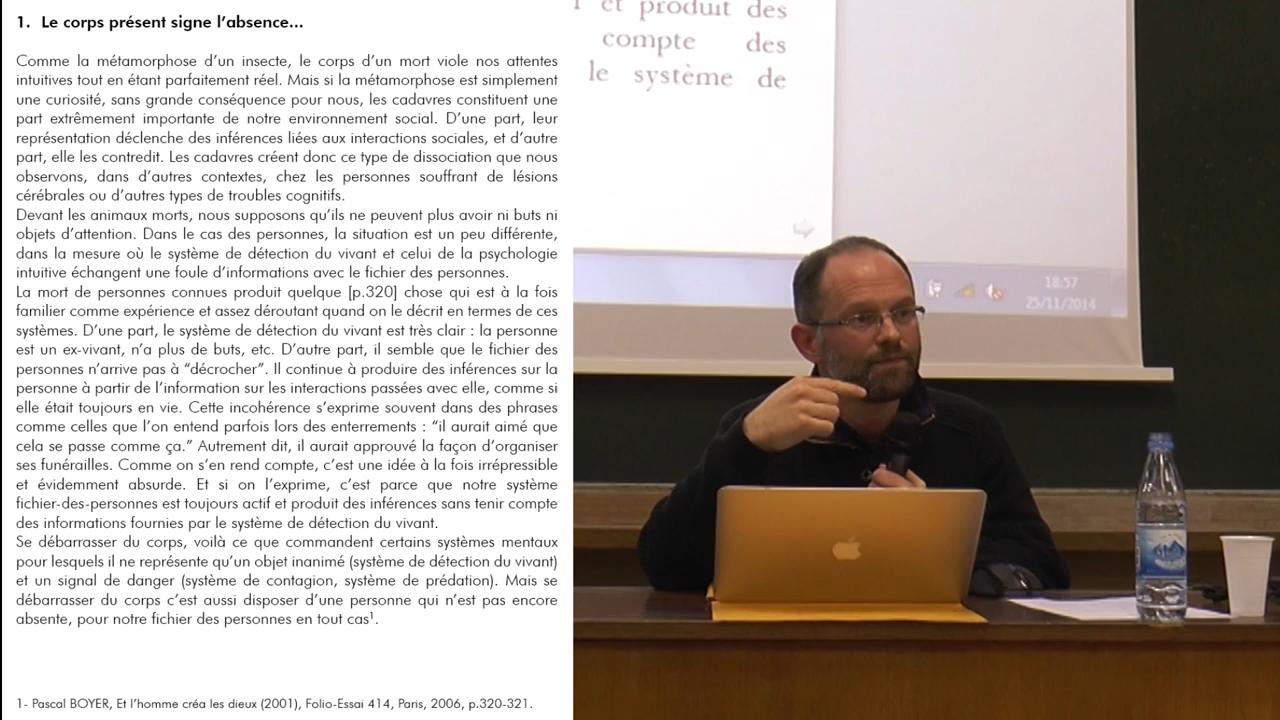 1. Le corps présent signe l’absence...
Comme la métamorphose d’un insecte, le corps d’un mort viole nos attentes
intuitives tout en étant parfaitement réel. Mais si la métamorphose est simplement
une curiosité, sans grande conséquence pour nous, les cadavres constituent une
part extrêmement importante de notre environnement social. D’une part, leur
représentation déclenche des inférences liées aux interactions sociales, et d’autre
part, elle les contredit. Les cadavres créent donc ce type de dissociation que nous
observons, dans d’autres contextes, chez les personnes souffrant de lésions
cérébrales ou d’autres types de troubles cognitifs.
Devant les animaux morts, nous supposons qu’ils ne peuvent plus avoir ni buts ni
objets d’attention. Dans le cas des personnes, la situation est un peu différente,
dans la mesure où le système de détection du vivant et celui de la psychologie
intuitive échangent une foule d’informations avec le fichier des personnes.
La mort de personnes connues produit quelque [p.320] chose qui est à la fois
familier comme expérience et assez déroutant quand on le décrit en termes de ces
systèmes. D’une part, le système de détection du vivant est très clair : la personne
est un ex-vivant, n’a plus de buts, etc. D’autre part, il semble que le fichier des
personnes n’arrive pas à “décrocher”. Il continue à produire des inférences sur la
personne à partir de l’information sur les interactions passées avec elle, comme si
elle était toujours en vie. Cette incohérence s’exprime souvent dans des phrases
comme celles que l’on entend parfois lors des enterrements : “il aurait aimé que
cela se passe comme ça.” Autrement dit, il aurait approuvé la façon d’organiser
ses funérailles. Comme on s’en rend compte, c’est une idée à la fois irrépressible
et évidemment absurde. Et si on l’exprime, c’est parce que notre système
fichier-des-personnes est toujours actif et produit des inférences sans tenir compte
des informations fournies par le système de détection du vivant.
Se débarrasser du corps, voilà ce que commandent certains systèmes mentaux
pour lesquels il ne représente qu’un objet inanimé (système de détection du vivant)
et un signal de danger (système de contagion, système de prédation). Mais se
débarrasser du corps c’est aussi disposer d’une personne qui n’est pas encore
absente, pour notre fichier des personnes en tout cas¹.
1- Pascal BOYER, Et l’homme créa les dieux (2001), Folio-Essai 414, Paris, 2006, p.320-321.
et produit des
compte des
le système de
18:57
25/11/2014